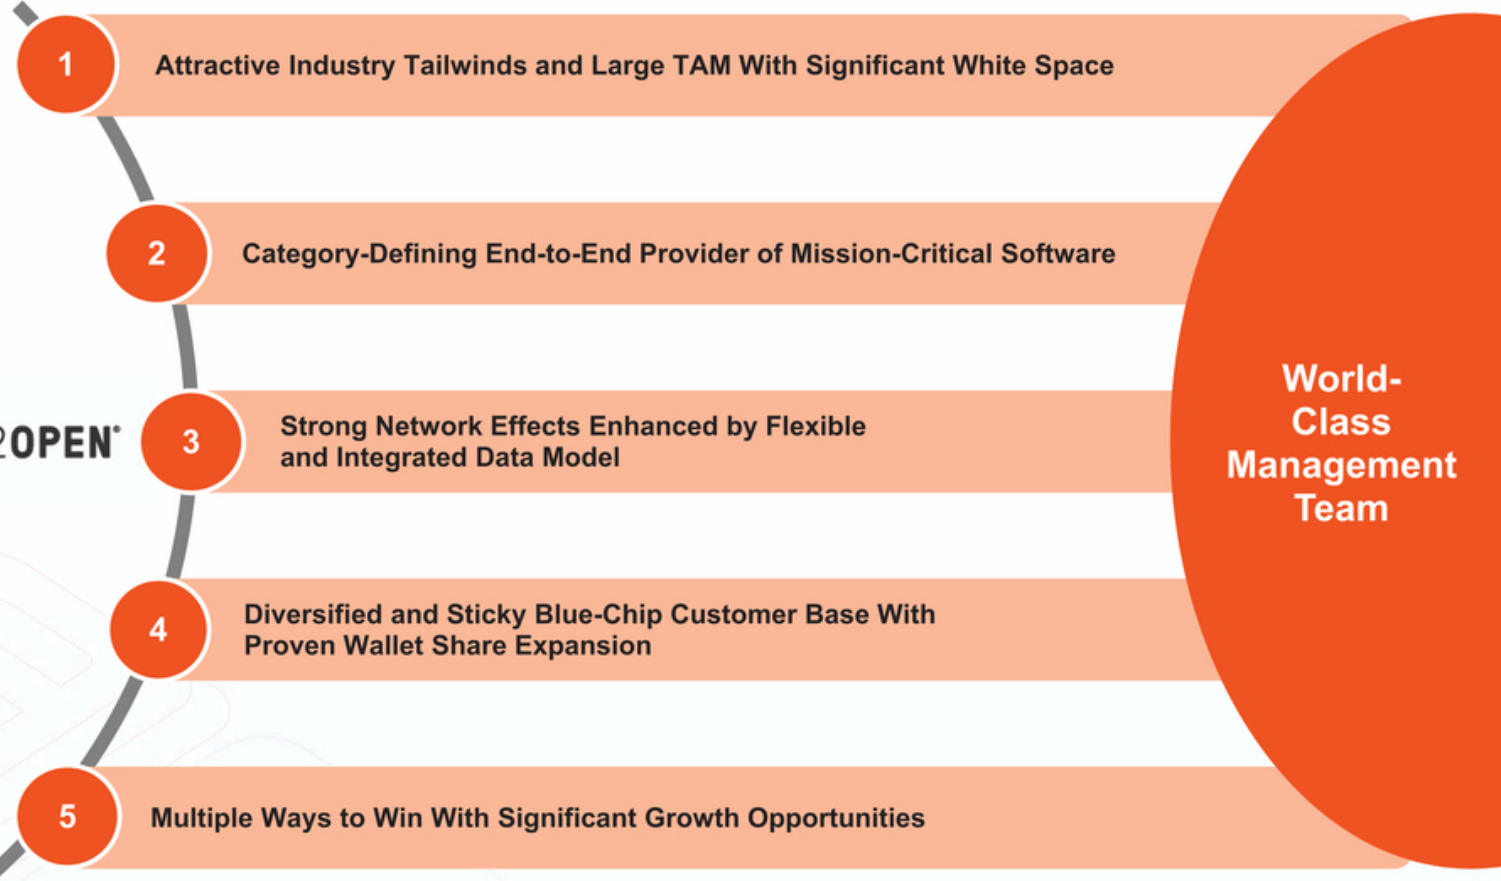 1
Attractive Industry Tailwinds and Large TAM With Significant White Space
2
Category-Defining End-to-End Provider of Mission-Critical Software
2OPEN®
3
Strong Network Effects Enhanced by Flexible
and Integrated Data Model
4
Diversified and Sticky Blue-Chip Customer Base With
Proven Wallet Share Expansion
5
Multiple Ways to Win With Significant Growth Opportunities
World-
Class
Management
Team